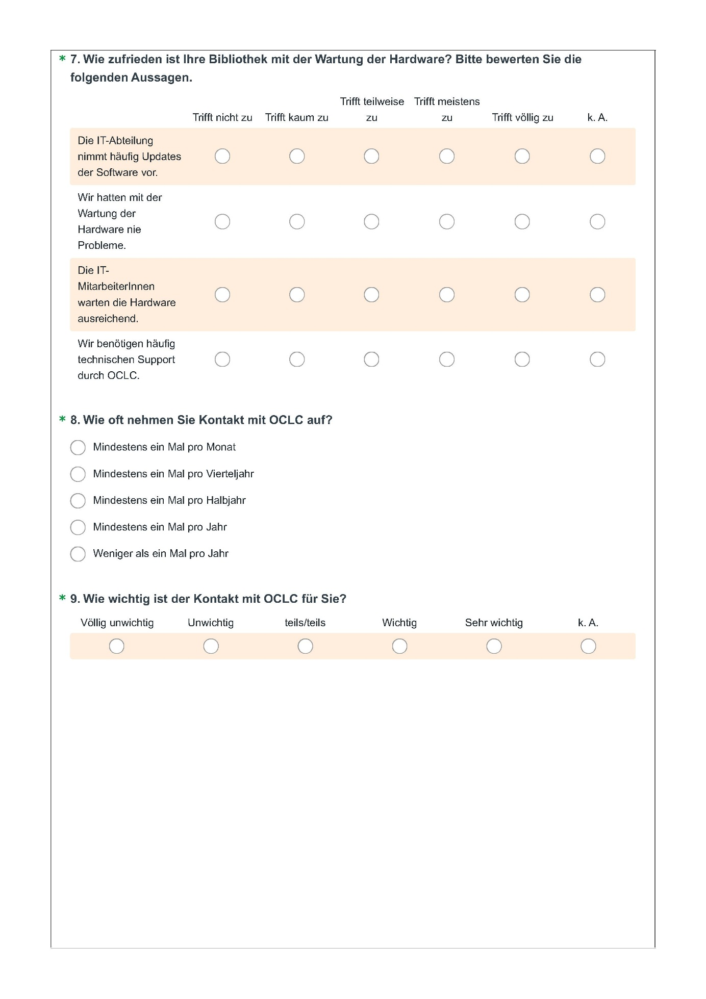 * 7. Wie zufrieden ist Ihre Bibliothek mit der Wartung der Hardware? Bitte bewerten Sie die
folgenden Aussagen.
Trifft nicht zu Trifft kaum zu Trifft teilweise zu Trifft meistens zu Trifft völlig zu k. A.
Die IT-Abteilung
nimmt häufig Updates
der Software vor.
Wir hatten mit der
Wartung der
Hardware nie
Probleme.
Die IT-
MitarbeiterInnen
warten die Hardware
ausreichend.
Wir benötigen häufig
technischen Support
durch OCLC.
* 8. Wie oft nehmen Sie Kontakt mit OCLC auf?
Mindestens ein Mal pro Monat
Mindestens ein Mal pro Vierteljahr
Mindestens ein Mal pro Halbjahr
Mindestens ein Mal pro Jahr
Weniger als ein Mal pro Jahr
* 9. Wie wichtig ist der Kontakt mit OCLC für Sie?
Völlig unwichtig Unwichtig teils/teils Wichtig Sehr wichtig k. A.